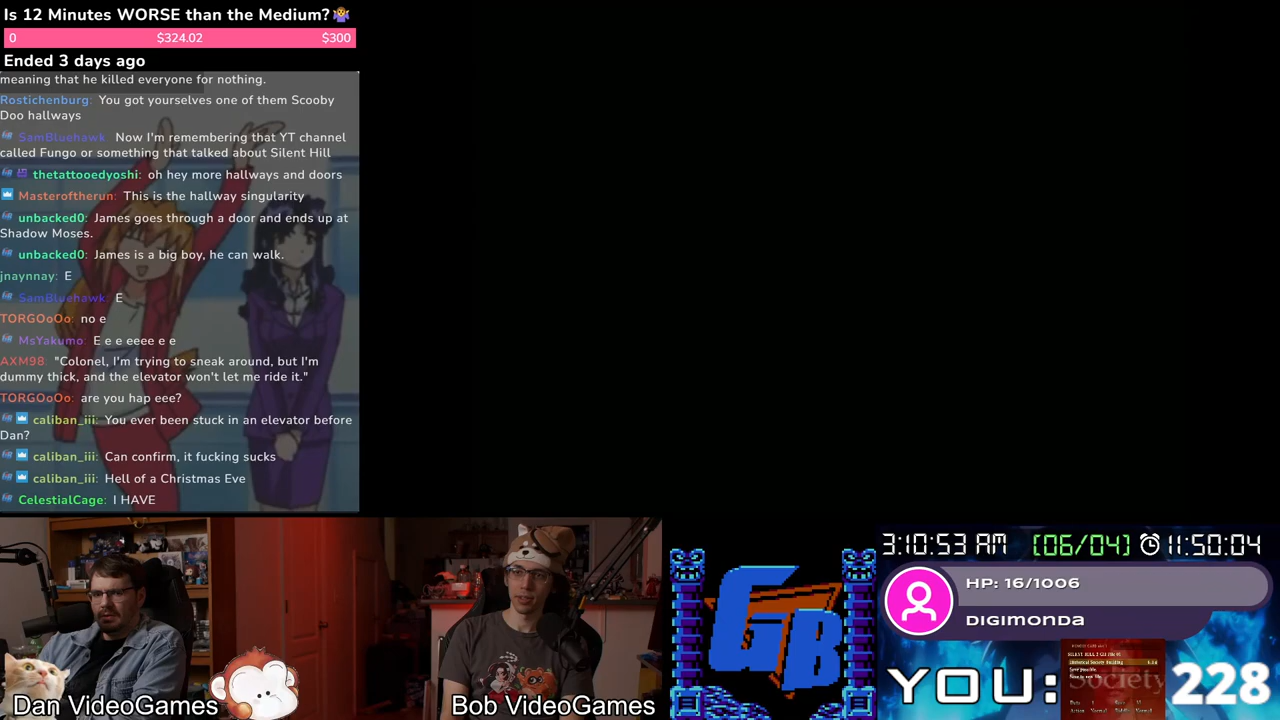 Is 12 Minutes WORSE than the Medium?🤷‍♀️
0 $324.02 $300
Ended 3 days ago
meaning that he killed everyone for nothing.
Rostichenburg: You got yourselves one of them Scooby
Doo hallways
SamBluehawk: Now I'm remembering that YT channel
called Fungo or something that talked about Silent Hill
thetattooedyoshi: oh hey more hallways and doors
Masteroftherun: This is the hallway singularity
unbacked0: James goes through a door and ends up at
Shadow Moses.
unbacked0: James is a big boy, he can walk.
jnaynnay: E
SamBluehawk: E
TORGOoOo: no e
MsYakumo: E e e eeee e e
AXM98: "Colonel, I'm trying to sneak around, but I'm
dummy thick, and the elevator won't let me ride it."
TORGOoOo: are you hap eee?
caliban_iii: You ever been stuck in an elevator before
Dan?
caliban_iii: Can confirm, it fucking sucks
caliban_iii: Hell of a Christmas Eve
CelestialCage: I HAVE
Dan VideoGames
Bob VideoGames
GB
3:10:53 AM [06/04] 11:50:04
HP: 16/1006
DIGIMONDA
YOU: 228
Society